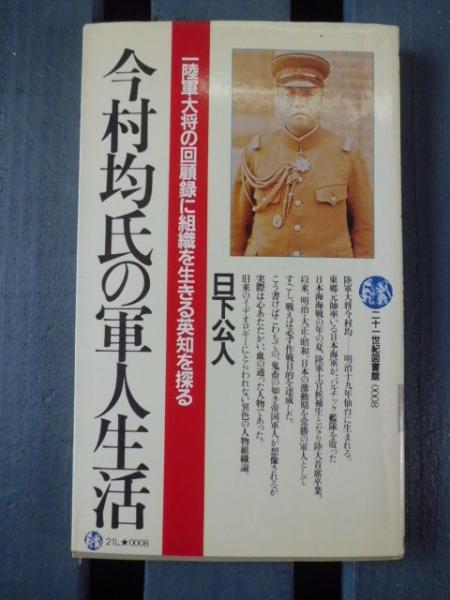 二十一世紀図書館 0008
陸軍大将今村均――明治十九年仙台に生まれる。
東郷元帥率いる日本海軍が、バルチック艦隊を敗った
日本海海戦の年の夏、陸軍士官候補生となり陸大首席卒業。
以来、明治・大正・昭和、日本の激動期を常勝の軍人として
すごし、戦えば必ず作戦目的を達成した。
こう書けばこわもての、鬼畜の如き帝国軍人が想像されるが
実際は心あたたかい、血の通った人物であった。
旧来のイデオロギーにとらわれない異色の人物組織論。
日下公人
一陸軍大将の回顧録に組織を生きる英知を探る
今村均氏の軍人生活
21L★0008